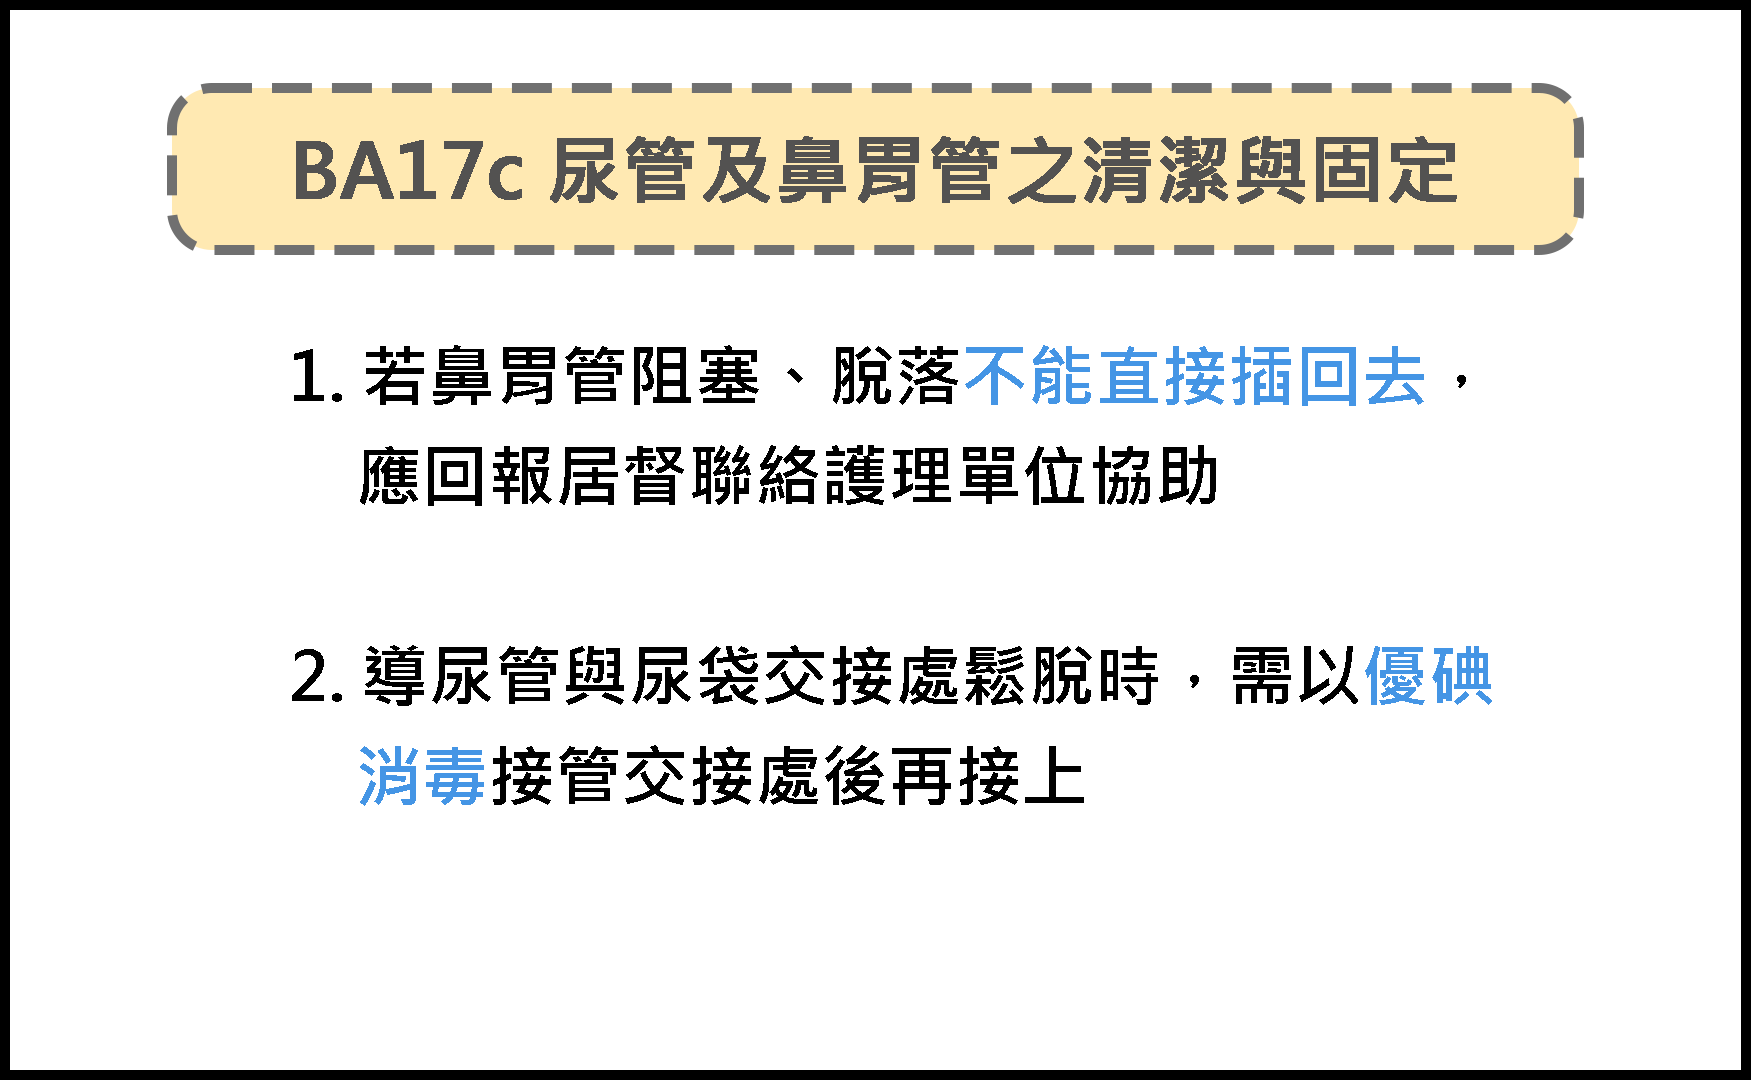 BA17c 尿管及鼻胃管之清潔與固定
1. 若鼻胃管阻塞、脫落不能直接插回去，
應回報居督聯絡護理單位協助
2. 導尿管與尿袋交接處鬆脫時，需以優碘
消毒接管交接處後再接上